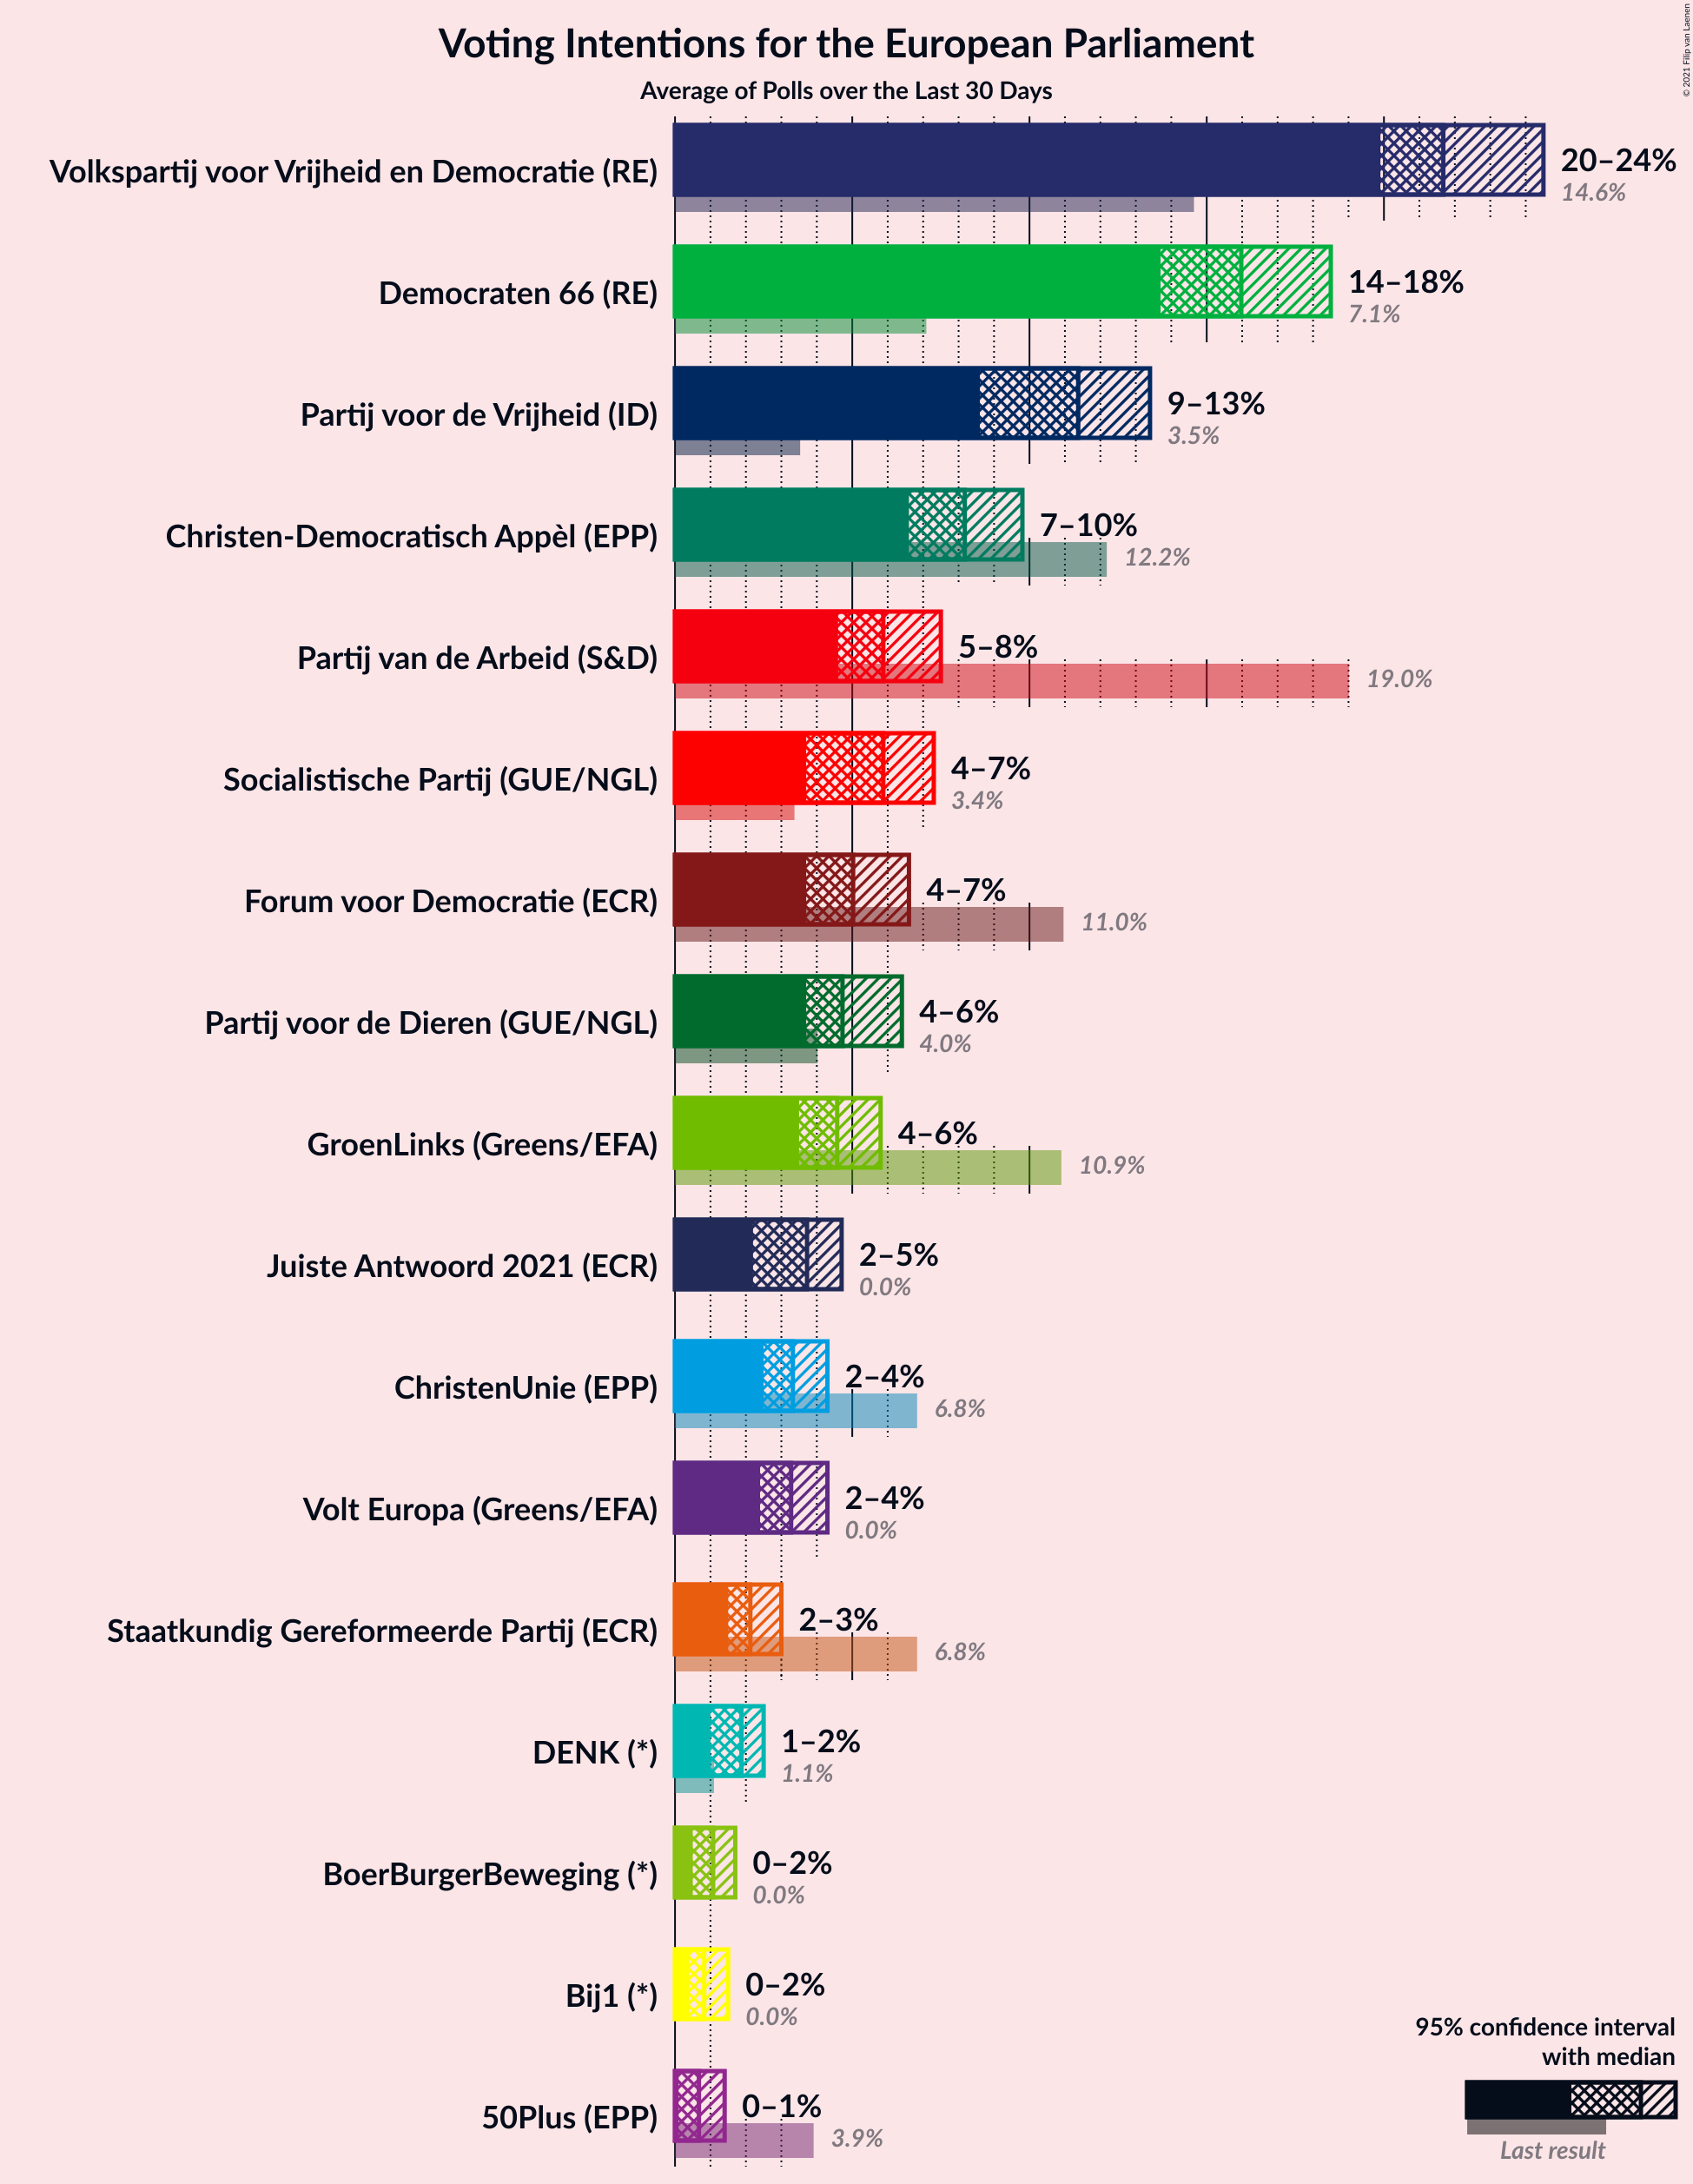 © 2021 Filip van Laenen
Voting Intentions for the European Parliament
Average of Polls over the Last 30 Days
Volkspartij voor Vrijheid en Democratie (RE)
20–24%
14.6%
Democraten 66 (RE)
14–18%
7.1%
Partij voor de Vrijheid (ID)
9–13%
3.5%
Christen-Democratisch Appèl (EPP)
7–10%
12.2%
Partij van de Arbeid (S&D)
5–8%
19.0%
Socialistische Partij (GUE/NGL)
4–7%
3.4%
Forum voor Democratie (ECR)
4–7%
11.0%
Partij voor de Dieren (GUE/NGL)
4–6%
4.0%
GroenLinks (Greens/EFA)
4–6%
10.9%
Juiste Antwoord 2021 (ECR)
2–5%
0.0%
ChristenUnie (EPP)
2–4%
6.8%
Volt Europa (Greens/EFA)
2–4%
0.0%
Staatkundig Gereformeerde Partij (ECR)
2–3%
6.8%
DENK (*)
1–2%
1.1%
BoerBurgerBeweging (*)
0–2%
0.0%
Bij1 (*)
0–2%
0.0%
50Plus (EPP)
0–1%
3.9%
95% confidence interval
with median
Last result